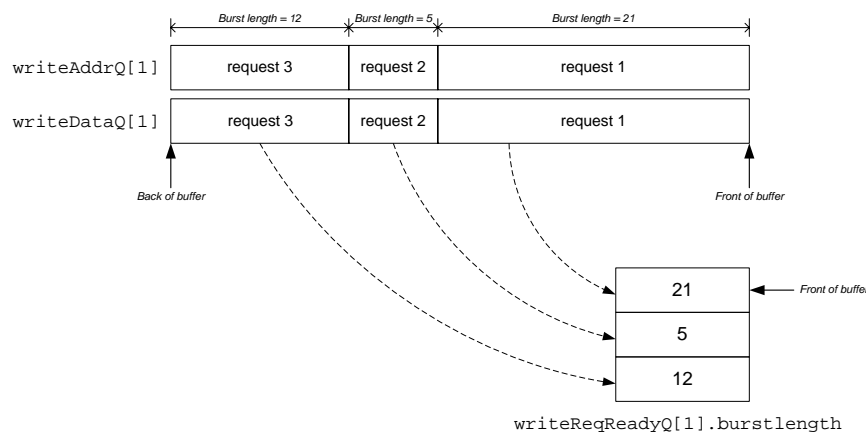 Burst length = 12 Burst length = 5 Burst length = 21
writeAddrQ[1] request 3 request 2 request 1
writeDataQ[1] request 3 request 2 request 1
Back of buffer Front of buffer
21 Front of buffer
5
12
writeReqReadyQ[1].burstlength